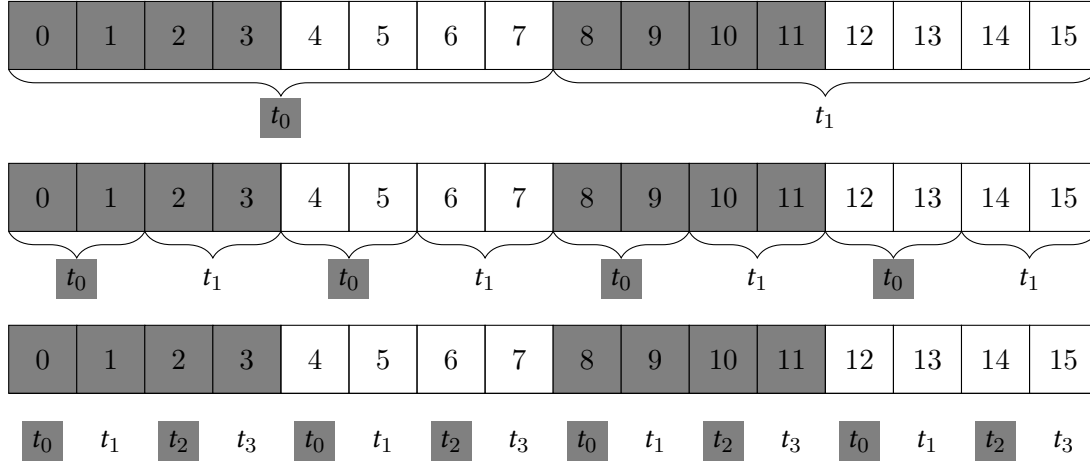 0 1 2 3 4 5 6 7 8 9 10 11 12 13 14 15
t₀ t₁
0 1 2 3 4 5 6 7 8 9 10 11 12 13 14 15
t₀ t₁ t₀ t₁ t₀ t₁ t₀ t₁
0 1 2 3 4 5 6 7 8 9 10 11 12 13 14 15
t₀ t₁ t₂ t₃ t₀ t₁ t₂ t₃ t₀ t₁ t₂ t₃ t₀ t₁ t₂ t₃